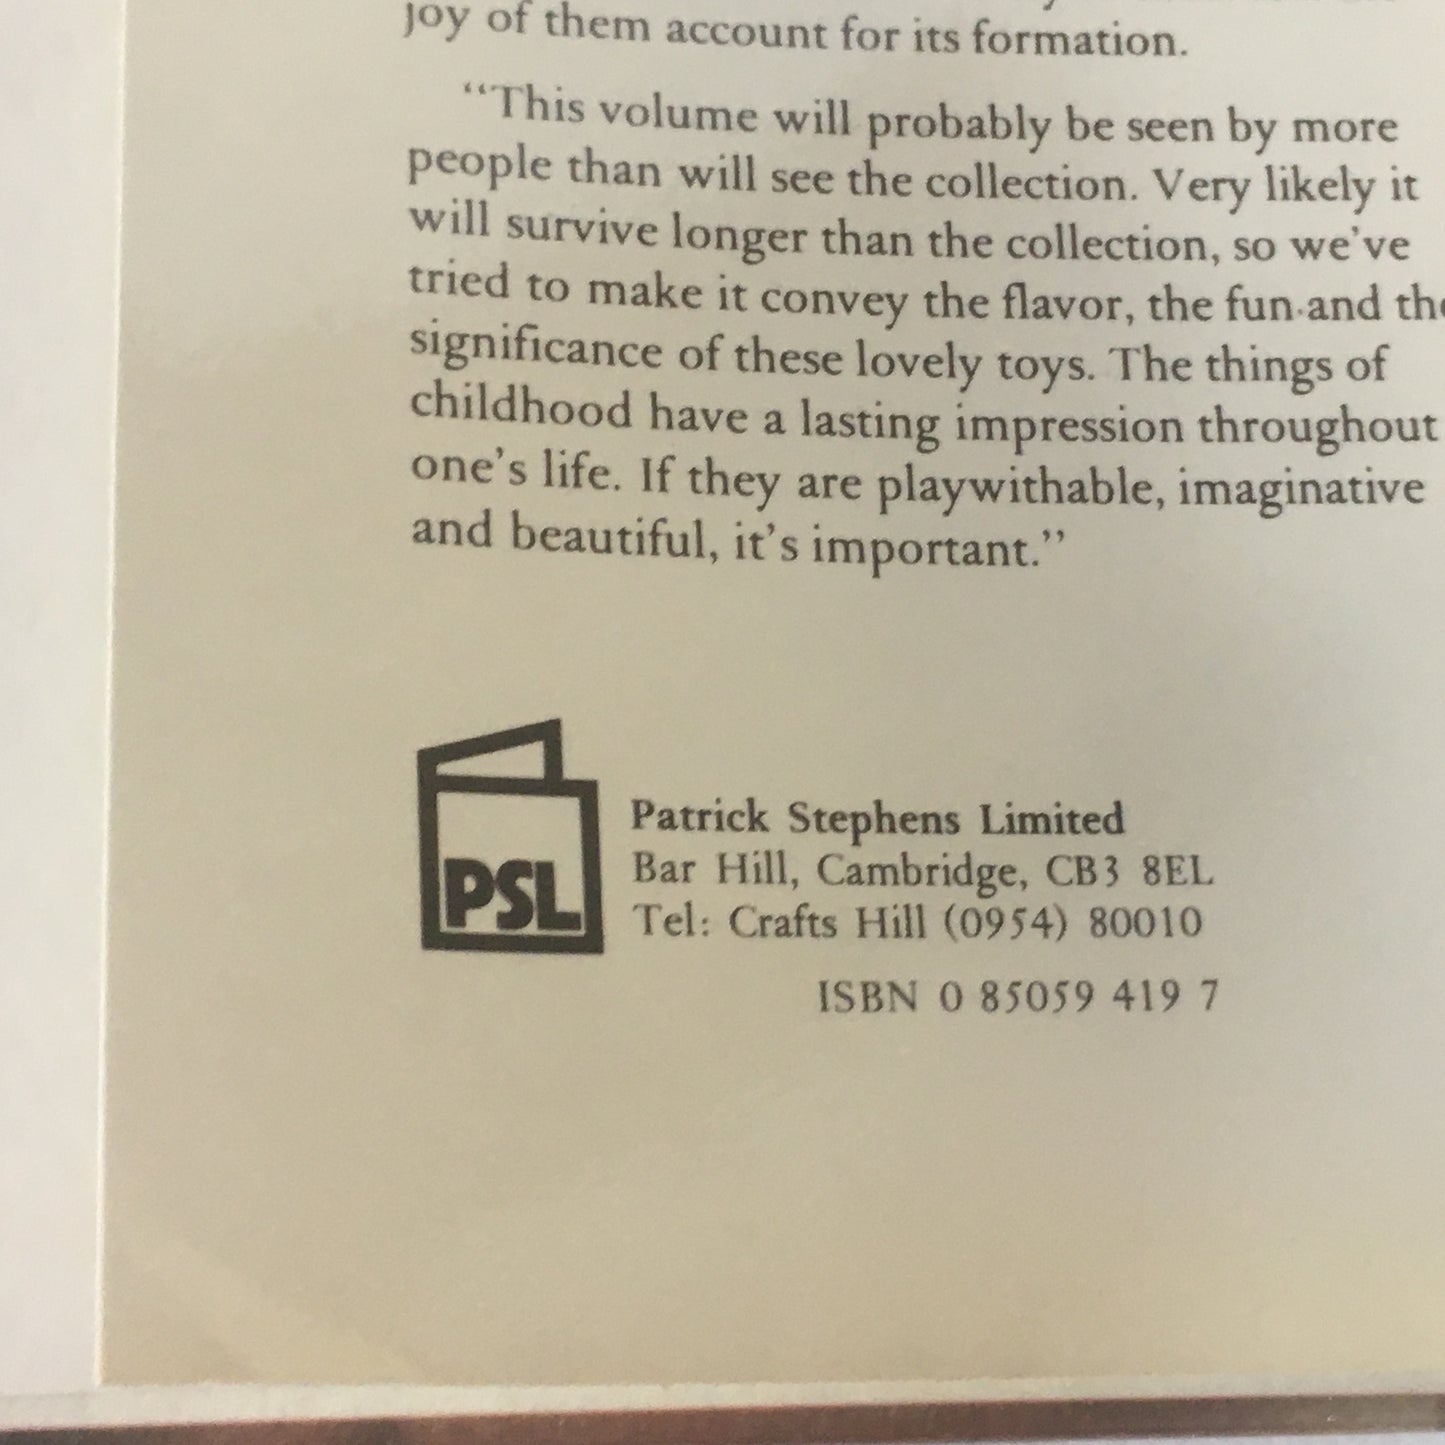 joy of them account for its formation.
“This volume will probably be seen by more
people than will see the collection. Very likely it
will survive longer than the collection, so we've
tried to make it convey the flavor, the fun and the
significance of these lovely toys. The things of
childhood have a lasting impression throughout
one's life. If they are playwithable, imaginative
and beautiful, it's important.”
PSL
Patrick Stephens Limited
Bar Hill, Cambridge, CB3 8EL
Tel: Crafts Hill (0954) 80010
ISBN 0 85059 419 7